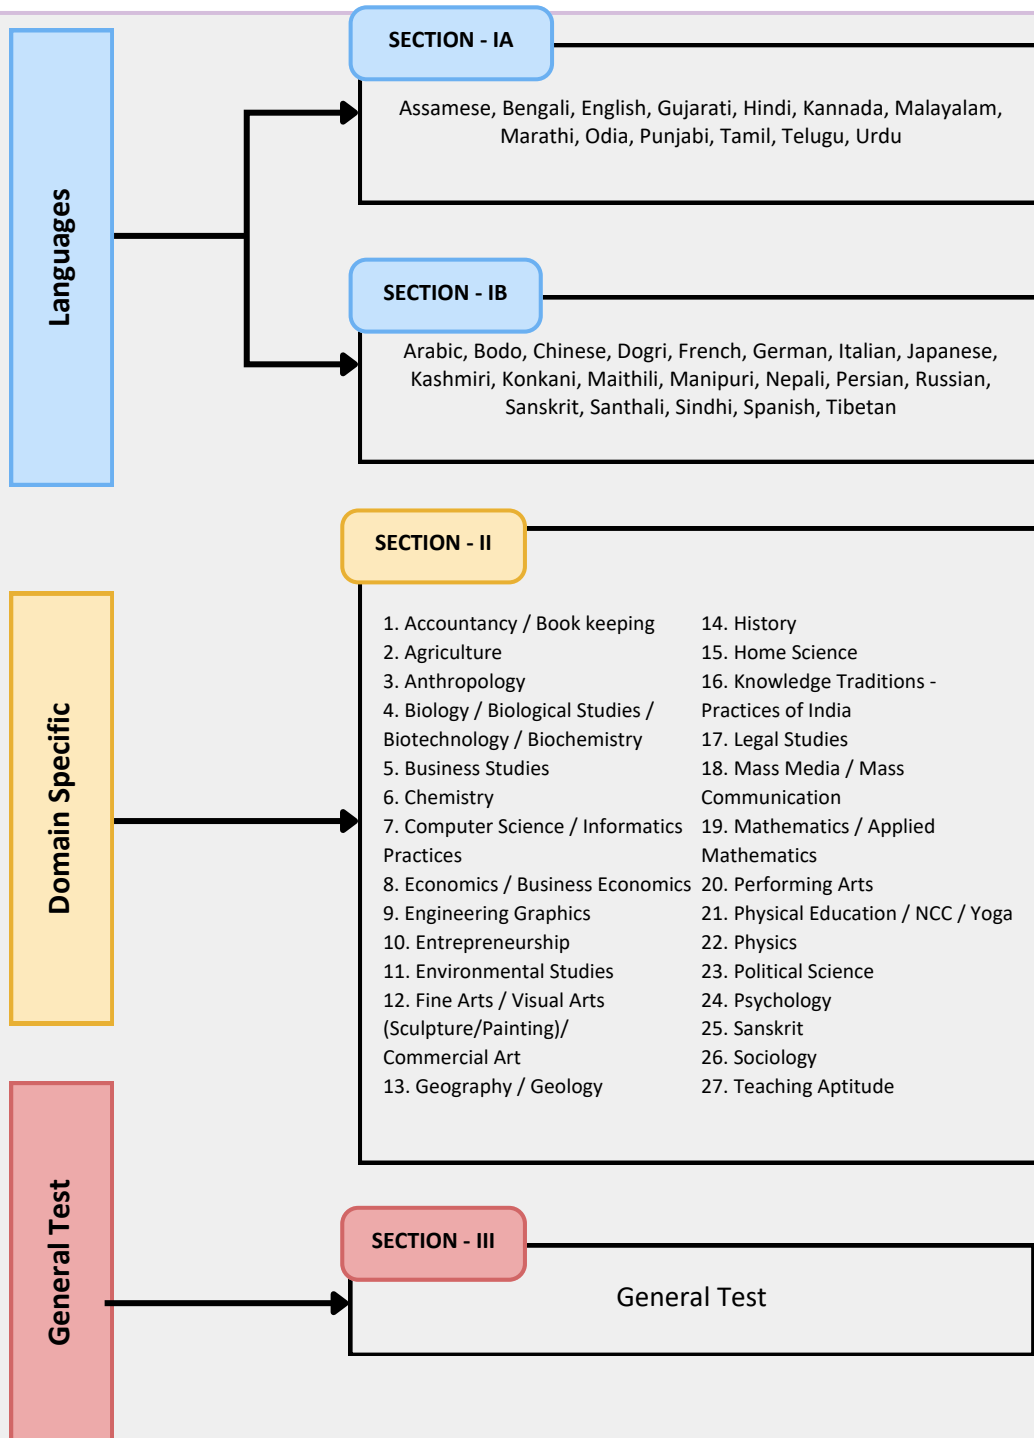 Languages
SECTION - IA
Assamese, Bengali, English, Gujarati, Hindi, Kannada, Malayalam,
Marathi, Odia, Punjabi, Tamil, Telugu, Urdu
SECTION - IB
Arabic, Bodo, Chinese, Dogri, French, German, Italian, Japanese,
Kashmiri, Konkani, Maithili, Manipuri, Nepali, Persian, Russian,
Sanskrit, Santhali, Sindhi, Spanish, Tibetan
Domain Specific
SECTION - II
1. Accountancy / Book keeping
2. Agriculture
3. Anthropology
4. Biology / Biological Studies /
Biotechnology / Biochemistry
5. Business Studies
6. Chemistry
7. Computer Science / Informatics
Practices
8. Economics / Business Economics
9. Engineering Graphics
10. Entrepreneurship
11. Environmental Studies
12. Fine Arts / Visual Arts
(Sculpture/Painting)/
Commercial Art
13. Geography / Geology
14. History
15. Home Science
16. Knowledge Traditions -
Practices of India
17. Legal Studies
18. Mass Media / Mass
Communication
19. Mathematics / Applied
Mathematics
20. Performing Arts
21. Physical Education / NCC / Yoga
22. Physics
23. Political Science
24. Psychology
25. Sanskrit
26. Sociology
27. Teaching Aptitude
General Test
SECTION - III
General Test